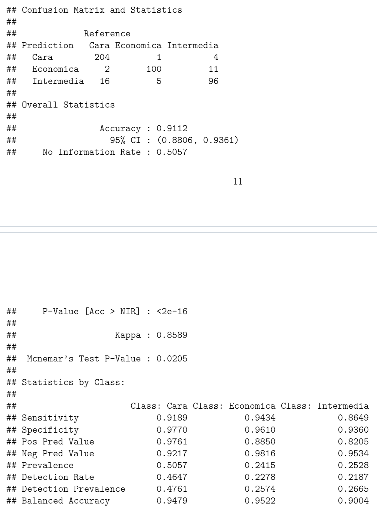 ## Confusion Matrix and Statistics
##
## Reference
## Prediction Cara Economica Intermedia
## Cara 204 1 4
## Economica 2 100 11
## Intermedia 16 5 96
##
## Overall Statistics
##
## Accuracy : 0.9112
## 95% CI : (0.8806, 0.9361)
## No Information Rate : 0.5057
11
## P-Value [Acc > NIR] : <2e-16
##
## Kappa : 0.8589
##
## Mcnemar's Test P-Value : 0.0205
##
## Statistics by Class:
##
## Class: Cara Class: Economica Class: Intermedia
## Sensitivity 0.9189 0.9434 0.8649
## Specificity 0.9770 0.9610 0.9360
## Pos Pred Value 0.9761 0.8850 0.8205
## Neg Pred Value 0.9217 0.9816 0.9534
## Prevalence 0.5057 0.2415 0.2528
## Detection Rate 0.4647 0.2278 0.2187
## Detection Prevalence 0.4761 0.2574 0.2665
## Balanced Accuracy 0.9479 0.9522 0.9004